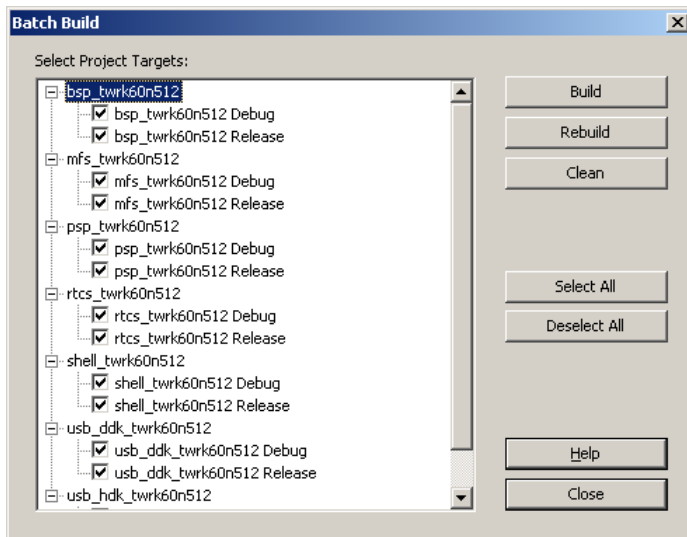 Batch Build
Select Project Targets:
bsp_twrk60n512
bsp_twrk60n512 Debug
bsp_twrk60n512 Release
mfs_twrk60n512
mfs_twrk60n512 Debug
mfs_twrk60n512 Release
psp_twrk60n512
psp_twrk60n512 Debug
psp_twrk60n512 Release
rtcs_twrk60n512
rtcs_twrk60n512 Debug
rtcs_twrk60n512 Release
shell_twrk60n512
shell_twrk60n512 Debug
shell_twrk60n512 Release
usb_ddk_twrk60n512
usb_ddk_twrk60n512 Debug
usb_ddk_twrk60n512 Release
usb_hdk_twrk60n512
Build
Rebuild
Clean
Select All
Deselect All
Help
Close